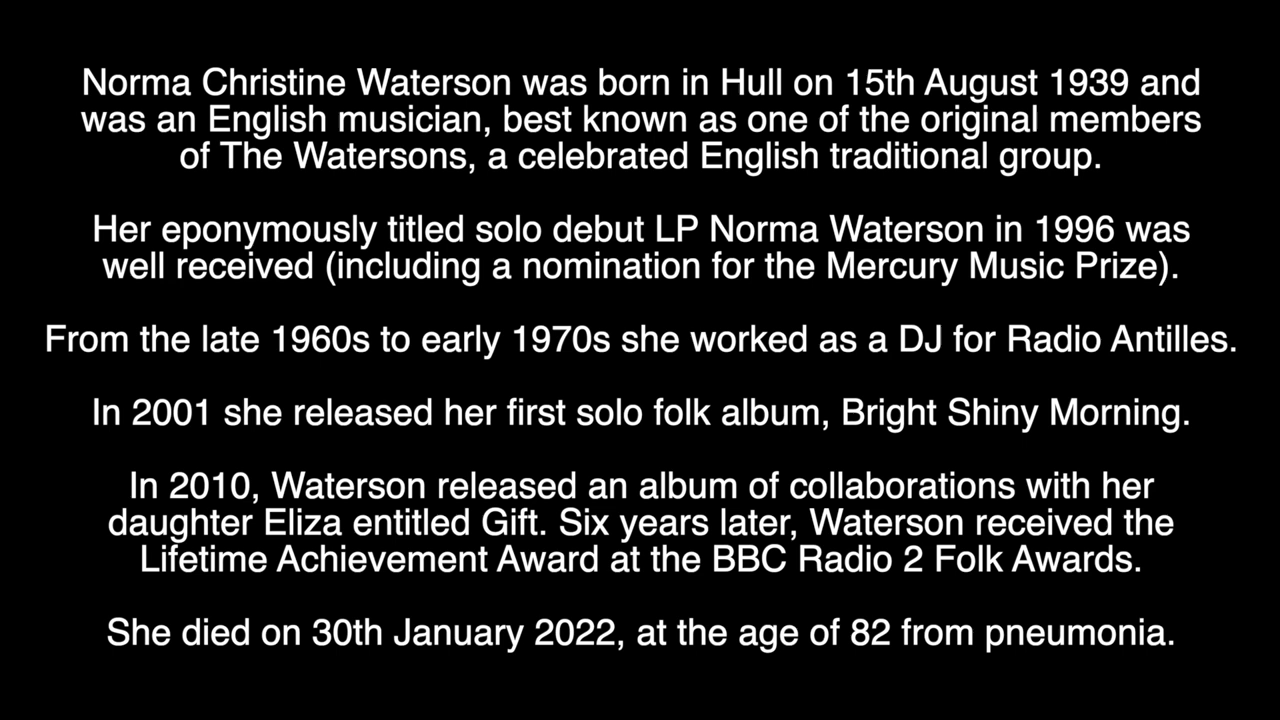 Norma Christine Waterson was born in Hull on 15th August 1939 and
was an English musician, best known as one of the original members
of The Watersons, a celebrated English traditional group.
Her eponymously titled solo debut LP Norma Waterson in 1996 was
well received (including a nomination for the Mercury Music Prize).
From the late 1960s to early 1970s she worked as a DJ for Radio Antilles.
In 2001 she released her first solo folk album, Bright Shiny Morning.
In 2010, Waterson released an album of collaborations with her
daughter Eliza entitled Gift. Six years later, Waterson received the
Lifetime Achievement Award at the BBC Radio 2 Folk Awards.
She died on 30th January 2022, at the age of 82 from pneumonia.